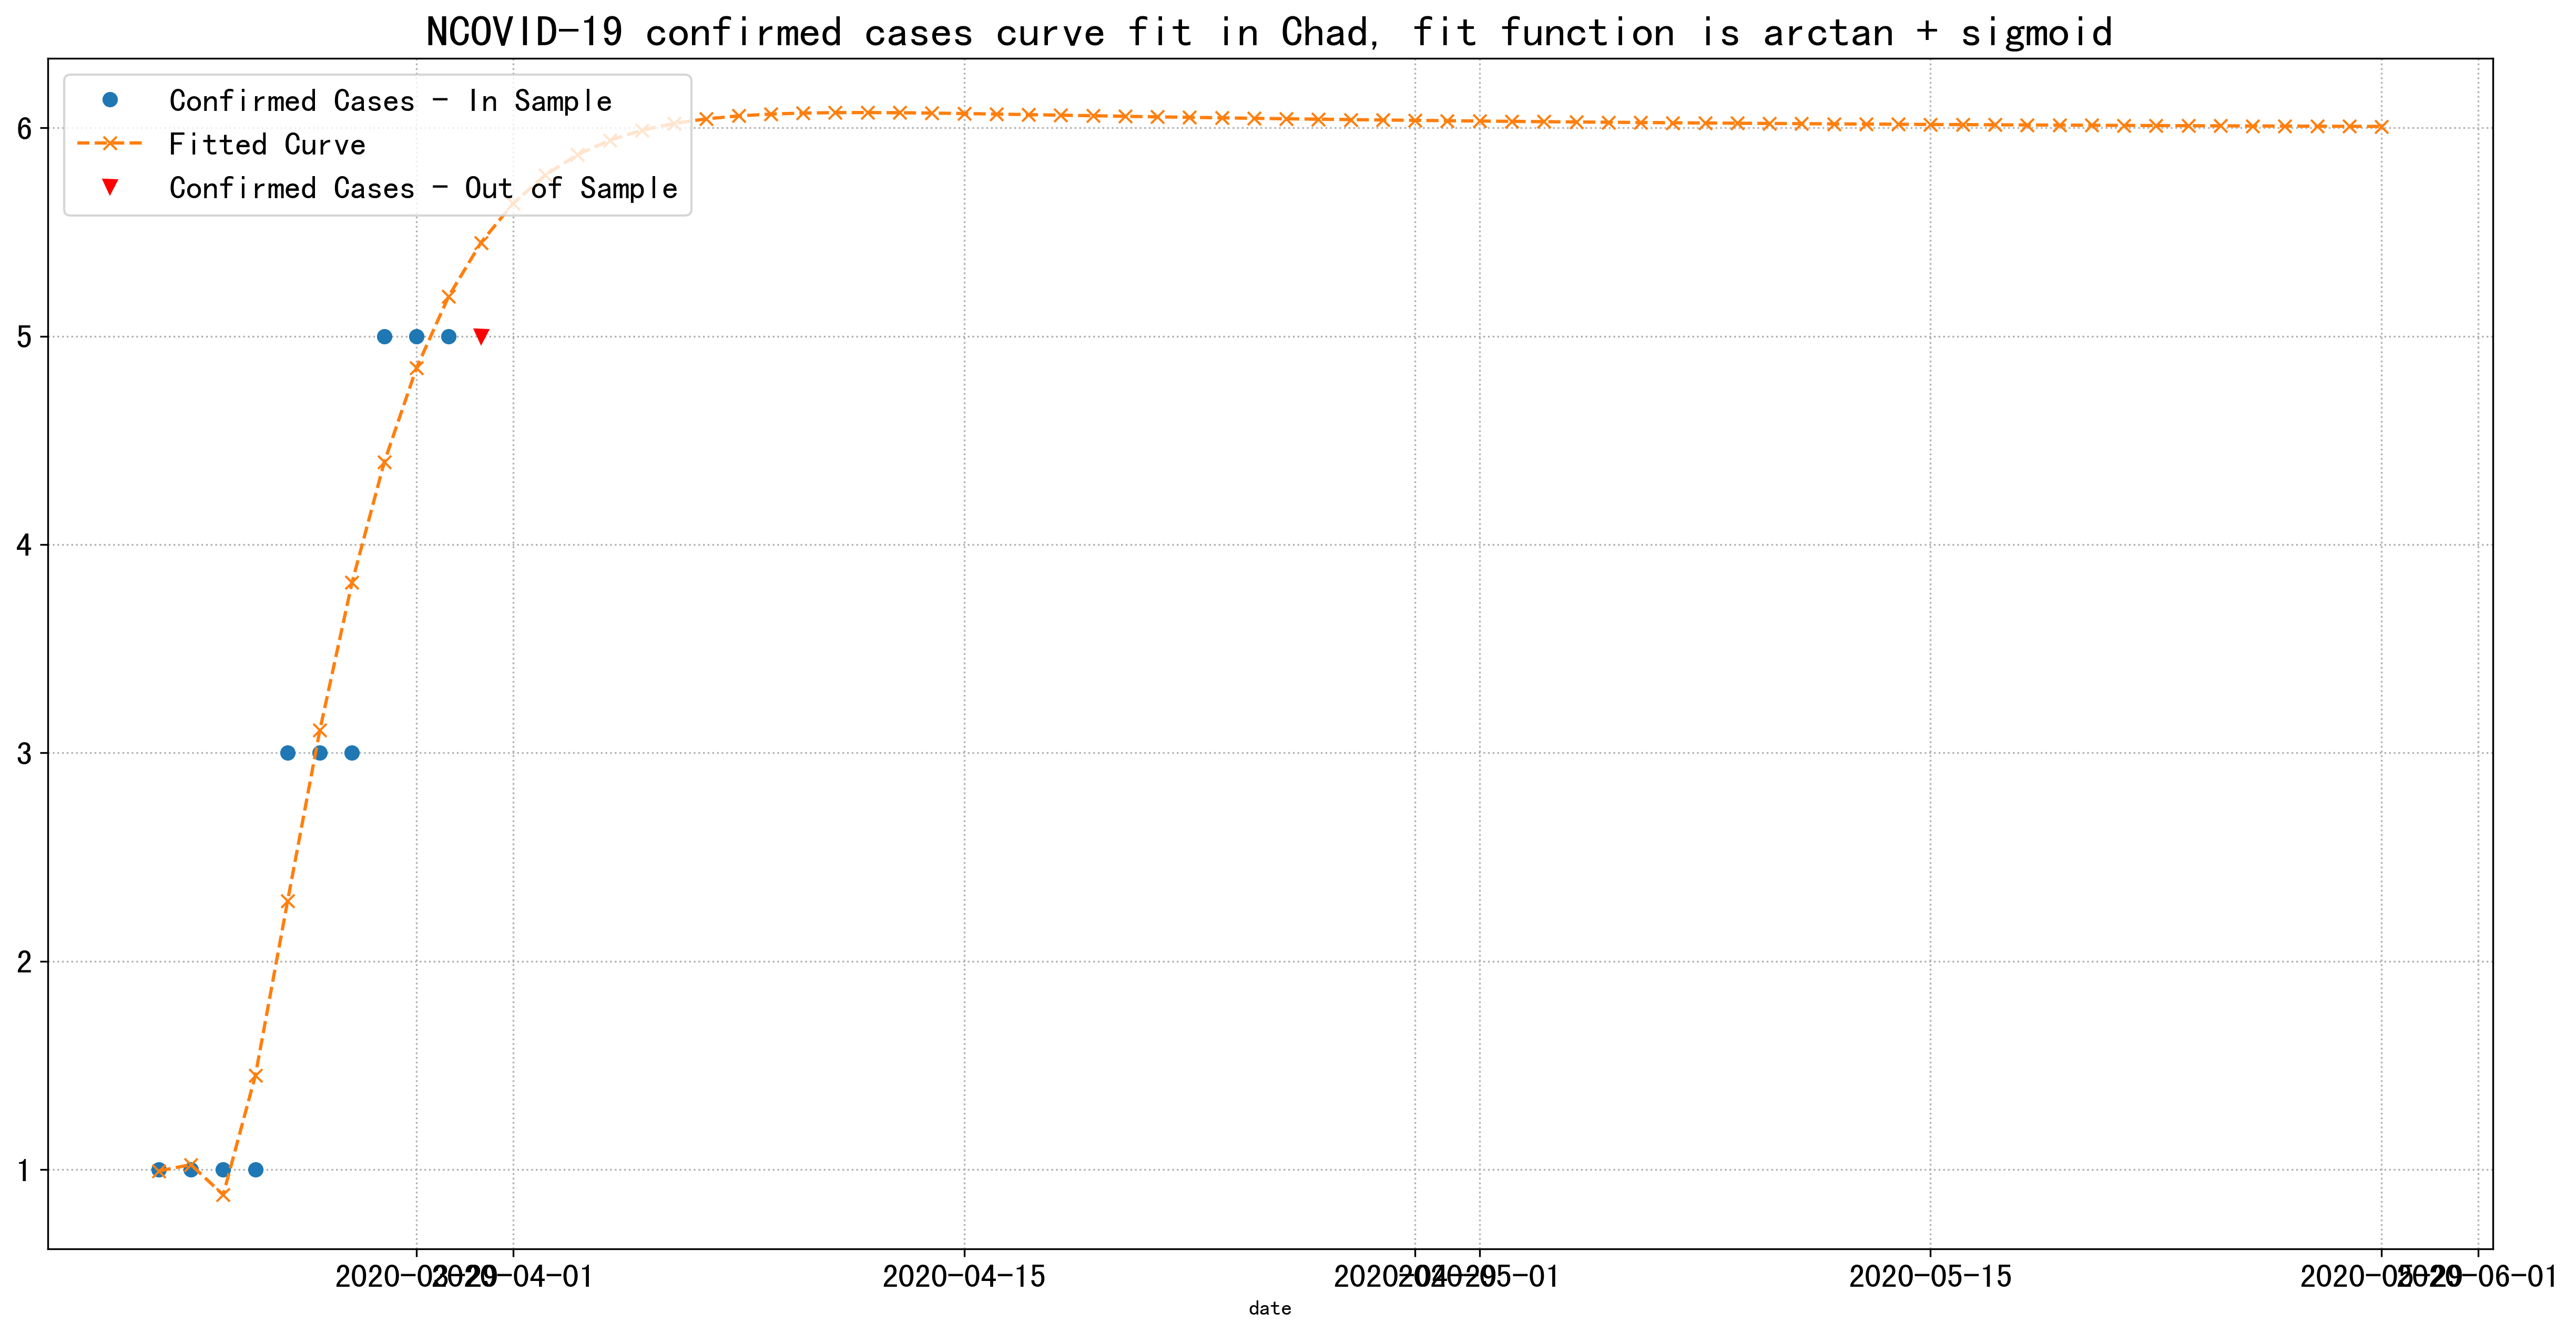 NCOVID-19 confirmed cases curve fit in Chad, fit function is arctan + sigmoid
Confirmed Cases - In Sample
Fitted Curve
Confirmed Cases - Out of Sample
6
5
4
3
2
1
2020-03-29 2020-04-01 2020-04-15 2020-04-29 2020-05-01 2020-05-15 2020-05-29 2020-06-01
date